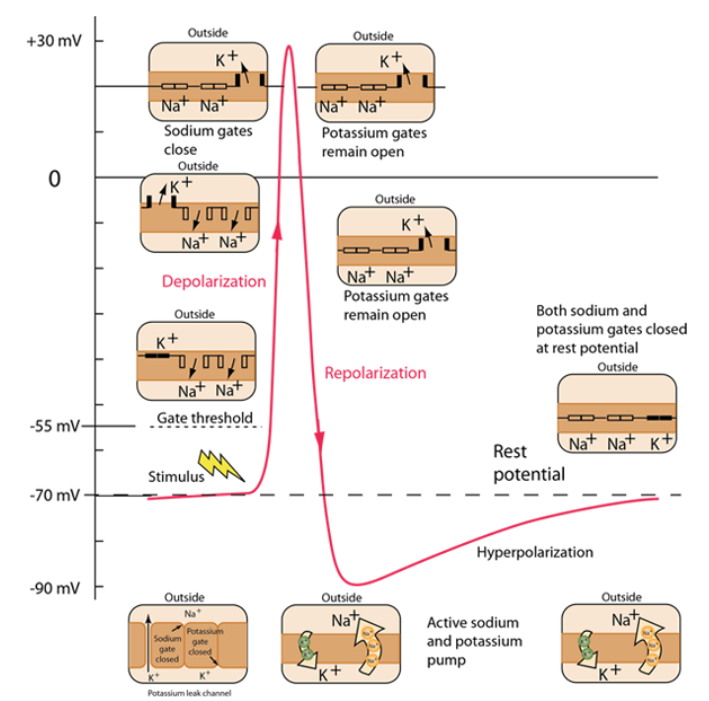 +30 mV
Outside
K+
Na+ Na+
Sodium gates
close
Outside
K+
Na+ Na+
Potassium gates
remain open
0
Outside
K+
Na+ Na+
Depolarization
Outside
K+
Na+ Na+
Potassium gates
remain open
Outside
K+
Na+ Na+
Repolarization
Both sodium and
potassium gates closed
at rest potential
Outside
Na+ Na+ K+
-55 mV
Gate threshold
Stimulus
Rest
potential
-70 mV
Hyperpolarization
-90 mV
Outside
Na+
Sodium
gate
closed
Potassium
gate
closed
K+ K+
Potassium leak channel
Outside
Na+
K+
Active sodium
and potassium
pump
Outside
Na+
K+